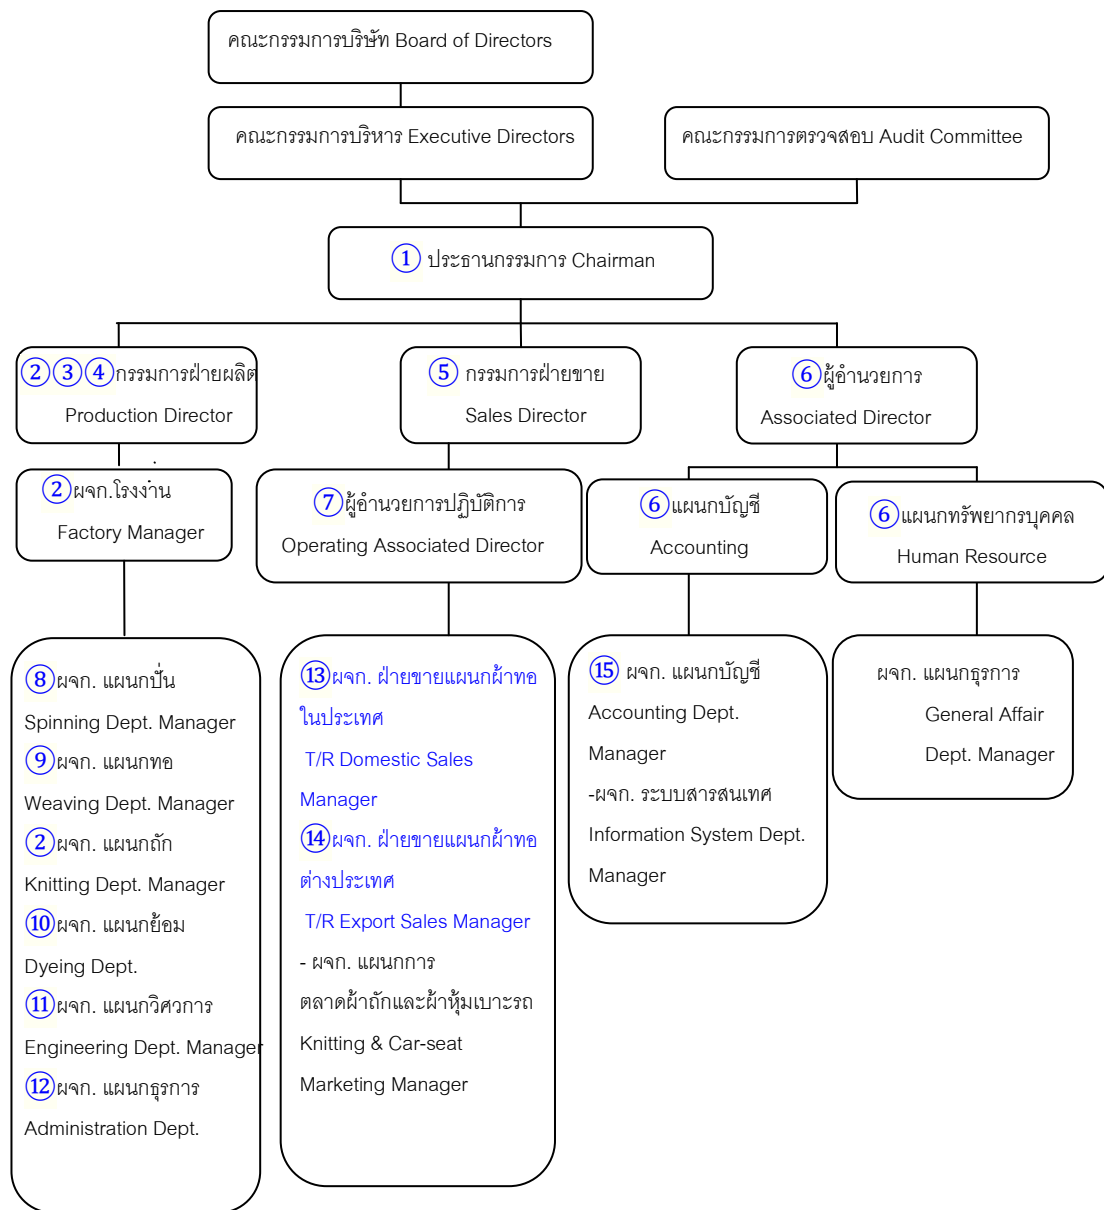 คณะกรรมการบริษัท Board of Directors
คณะกรรมการบริหาร Executive Directors
คณะกรรมการตรวจสอบ Audit Committee
① ประธานกรรมการ Chairman
②③④กรรมการฝ่ายผลิต
Production Director
⑤ กรรมการฝ่ายขาย
Sales Director
⑥ผู้อำนวยการ
Associated Director
②ผจก.โรงงาน
Factory Manager
⑦ผู้อำนวยการปฏิบัติการ
Operating Associated Director
⑥แผนกบัญชี
Accounting
⑥แผนกทรัพยากรบุคคล
Human Resource
⑧ผจก. แผนกปั่น
Spinning Dept. Manager
⑨ผจก. แผนกทอ
Weaving Dept. Manager
②ผจก. แผนกถัก
Knitting Dept. Manager
⑩ผจก. แผนกย้อม
Dyeing Dept.
⑪ผจก. แผนกวิศวการ
Engineering Dept. Manager
⑫ผจก. แผนกธุรการ
Administration Dept.
⑬ผจก. ฝ่ายขายแผนกผ้าทอ
ในประเทศ
T/R Domestic Sales
Manager
⑭ผจก. ฝ่ายขายแผนกผ้าทอ
ต่างประเทศ
T/R Export Sales Manager
- ผจก. แผนกการ
ตลาดผ้าถักและผ้าหุ้มเบาะรถ
Knitting & Car-seat
Marketing Manager
⑮ ผจก. แผนกบัญชี
Accounting Dept.
Manager
-ผจก. ระบบสารสนเทศ
Information System Dept.
Manager
ผจก. แผนกธุรการ
General Affair
Dept. Manager